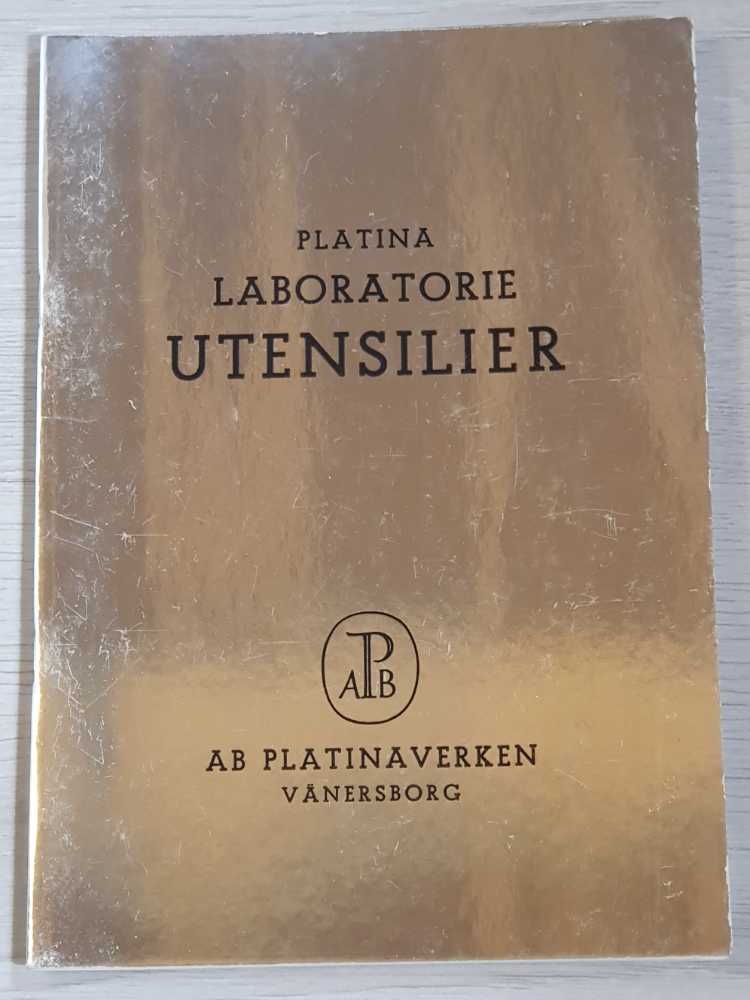 PLATINA
LABORATORIE
UTENSILIER
APB
AB PLATINAVERKEN
VÄNERSBORG